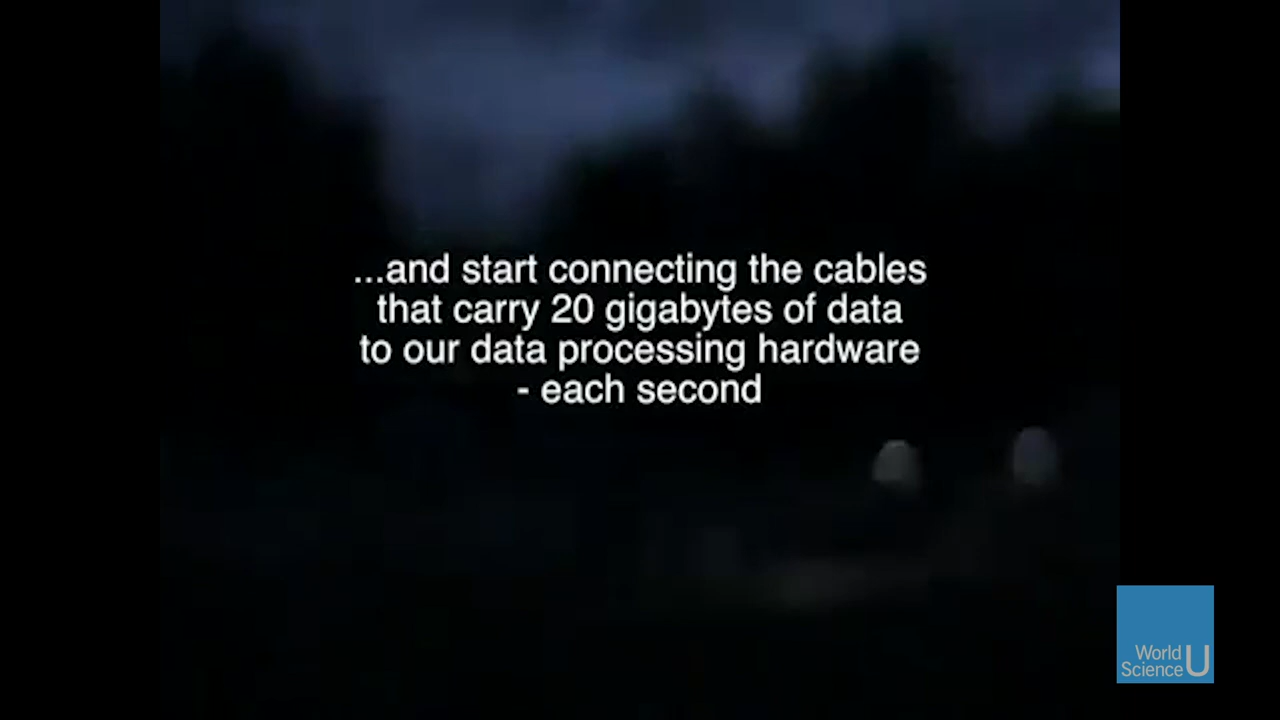 ...and start connecting the cables
that carry 20 gigabytes of data
to our data processing hardware
- each second
World
Science U